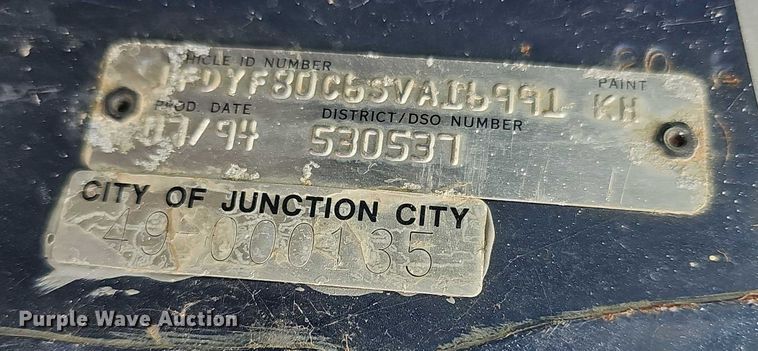 VEHICLE ID NUMBER
1FDYF80C6SVA16991
PAINT
KH
PROD. DATE
07/94
DISTRICT/DSO NUMBER
530537
CITY OF JUNCTION CITY
49-000135
Purple Wave Auction